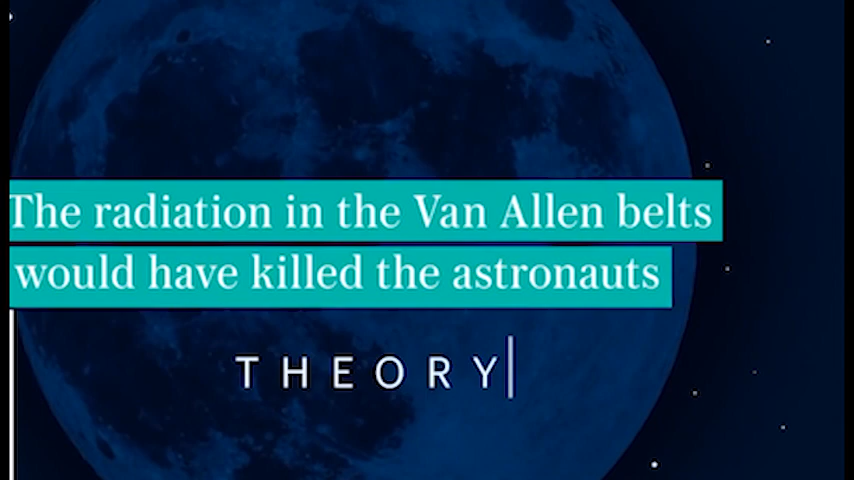 The radiation in the Van Allen belts
would have killed the astronauts
THEORY